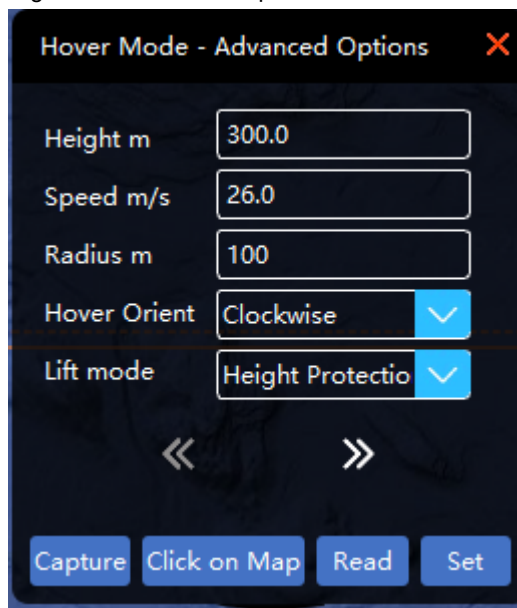 Hover Mode - Advanced Options
Height m 300.0
Speed m/s 26.0
Radius m 100
Hover Orient Clockwise
Lift mode Height Protectio
Capture Click on Map Read Set